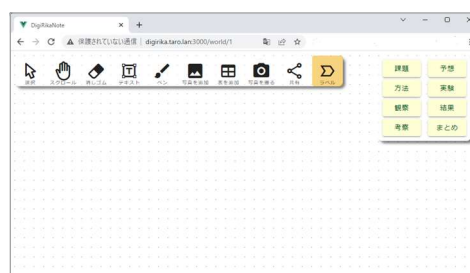 DigiRikaNote
保護されていない通信 | digirika.taro.lan:3000/world/1
選択 スクロール 消しゴム テキスト ペン 写真を追加 表を追加 写真を撮る 共有 ラベル
課題 予想
方法 実験
観察 結果
考察 まとめ